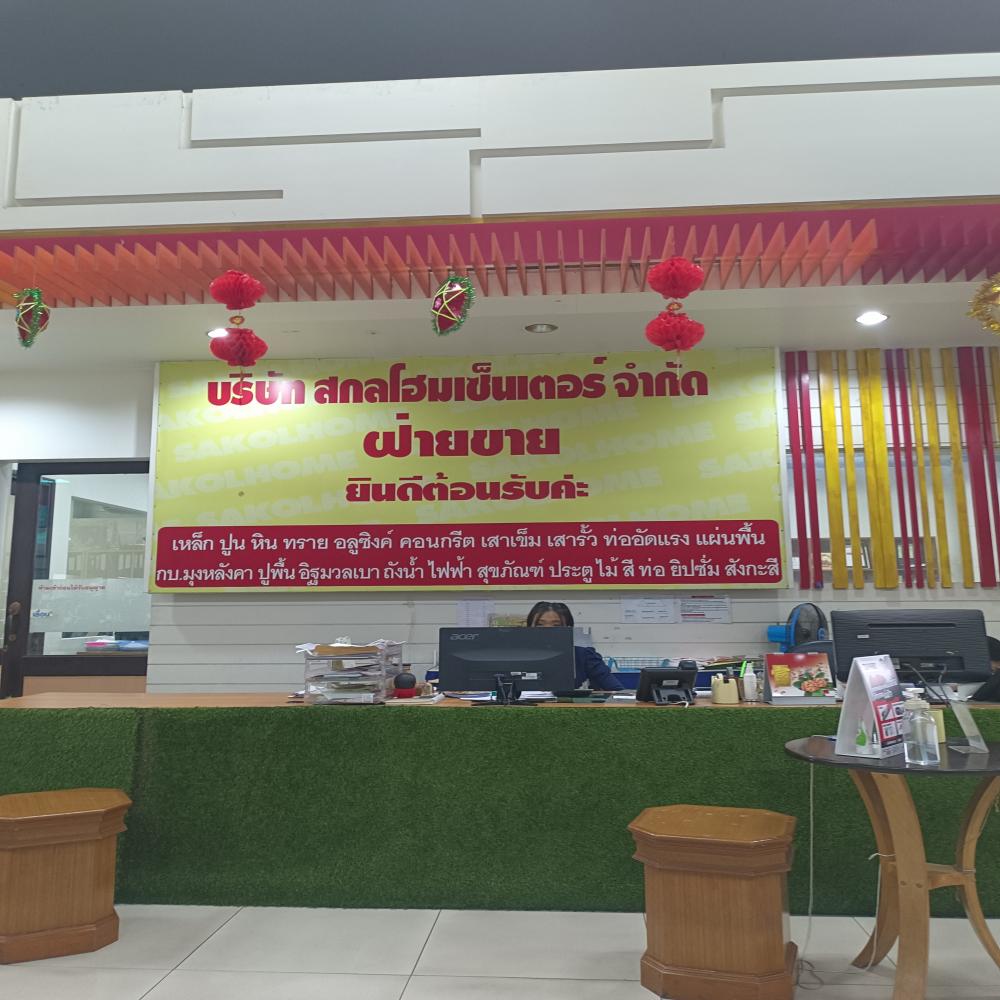 บริษัท สกลโฮมเซ็นเตอร์ จำกัด
ฝ่ายขาย
ยินดีต้อนรับค่ะ
SAKOLHOME
เหล็ก ปูน หิน ทราย อลูซิงค์ คอนกรีต เสาเข็ม เสารั้ว ท่ออัดแรง แผ่นพื้น
กบ.มุงหลังคา ปูพื้น อิฐมวลเบา ถังน้ำ ไฟฟ้า สุขภัณฑ์ ประตู ไม้ สี ท่อ ยิปซั่ม สังกะสี
acer